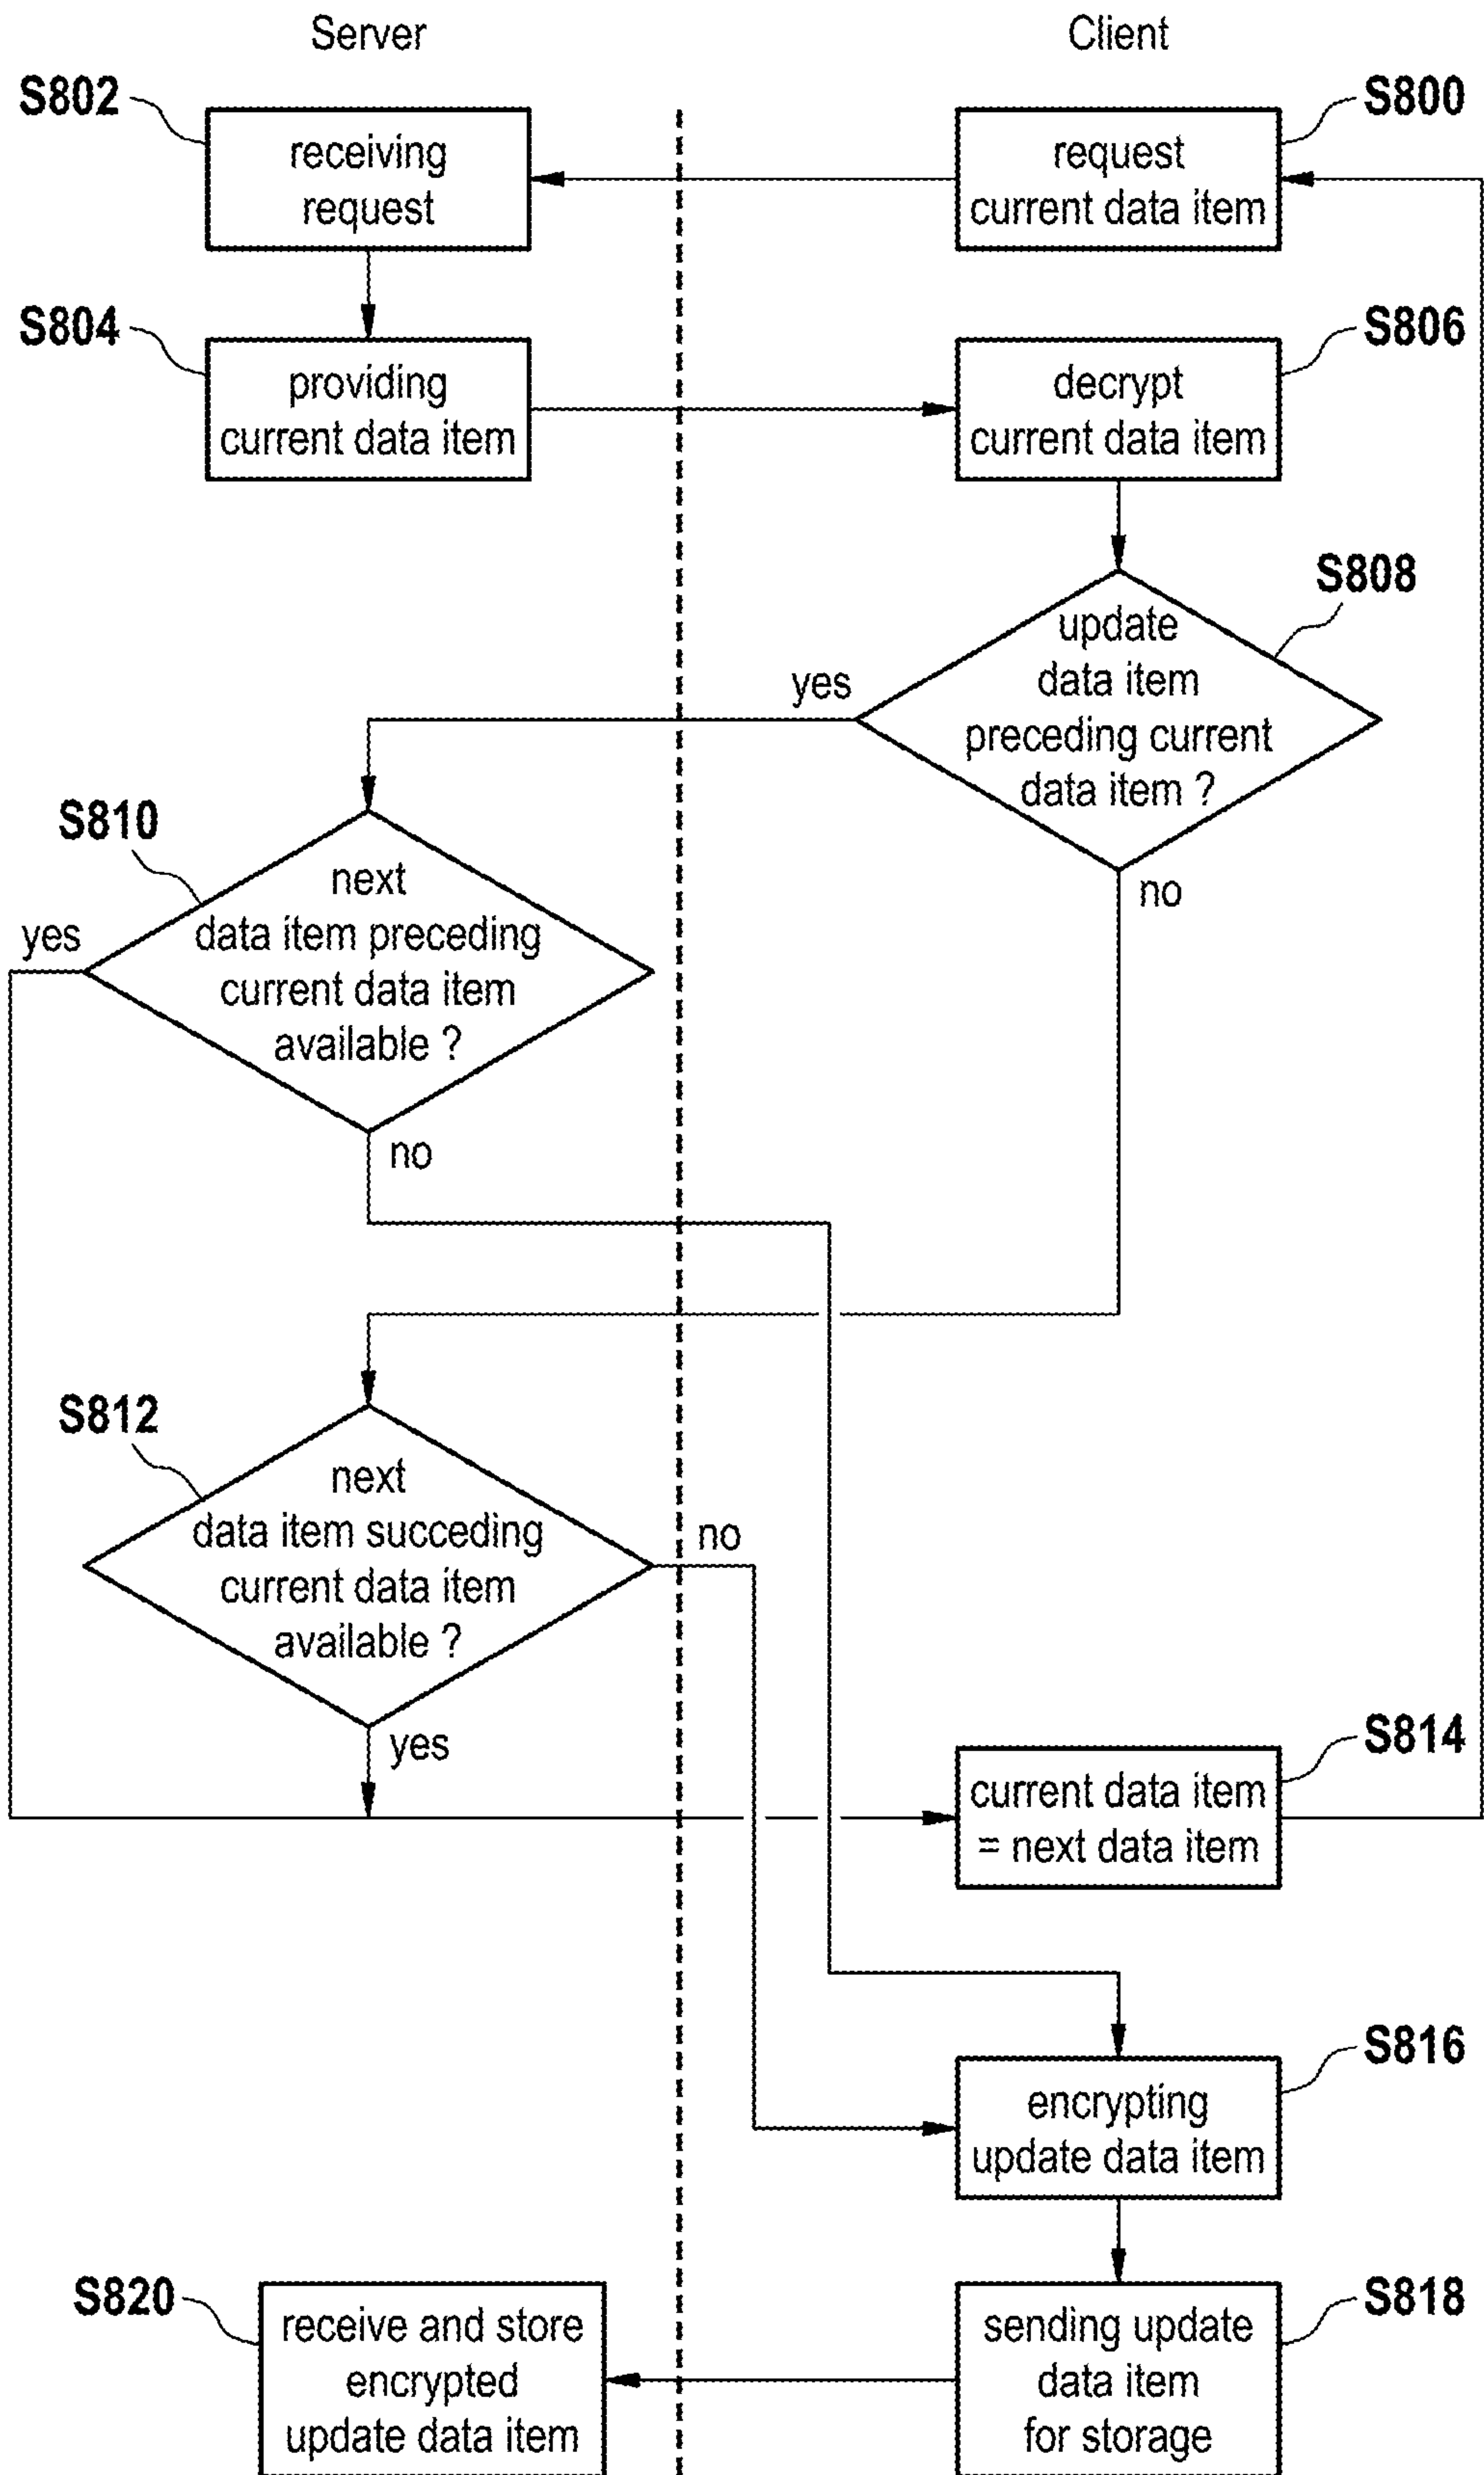 Server
Client
S802
S800
receiving
request
request
current data item
S804
S806
providing
current data item
decrypt
current data item
S808
update
data item
preceding current
data item ?
yes
no
S810
next
data item preceding
current data item
available ?
yes
no
S812
next
data item succeding
current data item
available ?
no
yes
S814
current data item
= next data item
S816
encrypting
update data item
S820
S818
receive and store
encrypted
update data item
sending update
data item
for storage